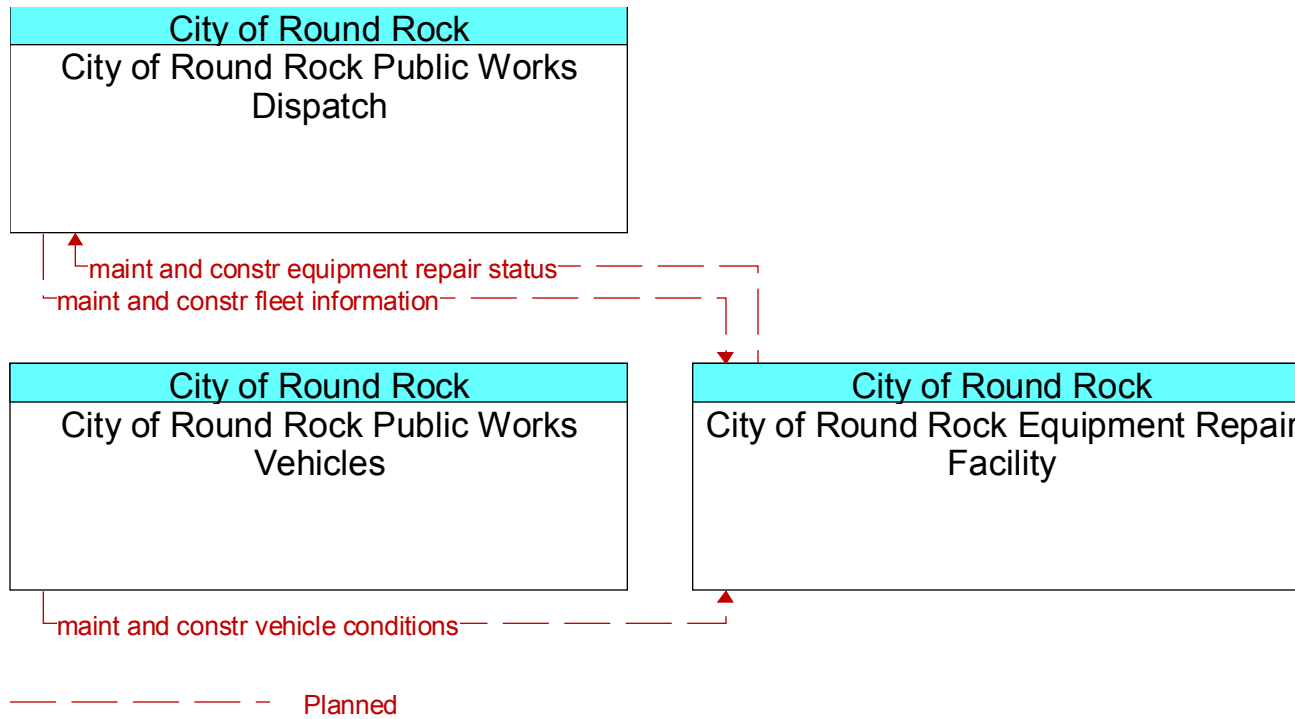 City of Round Rock
City of Round Rock Public Works
Dispatch
maint and constr equipment repair status
maint and constr fleet information
City of Round Rock
City of Round Rock Public Works
Vehicles
City of Round Rock
City of Round Rock Equipment Repair
Facility
maint and constr vehicle conditions
Planned